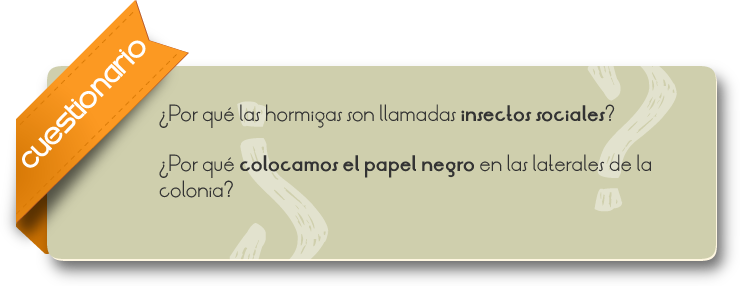 cuestionario
¿Por qué las hormigas son llamadas insectos sociales?
¿Por qué colocamos el papel negro en las laterales de la
colonia?